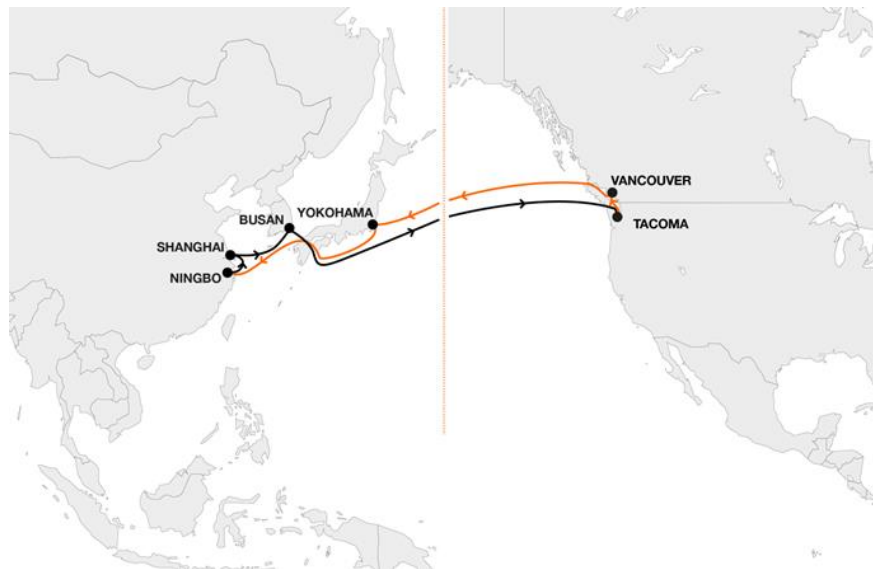 VANCOUVER
YOKOHAMA
BUSAN
TACOMA
SHANGHAI
NINGBO